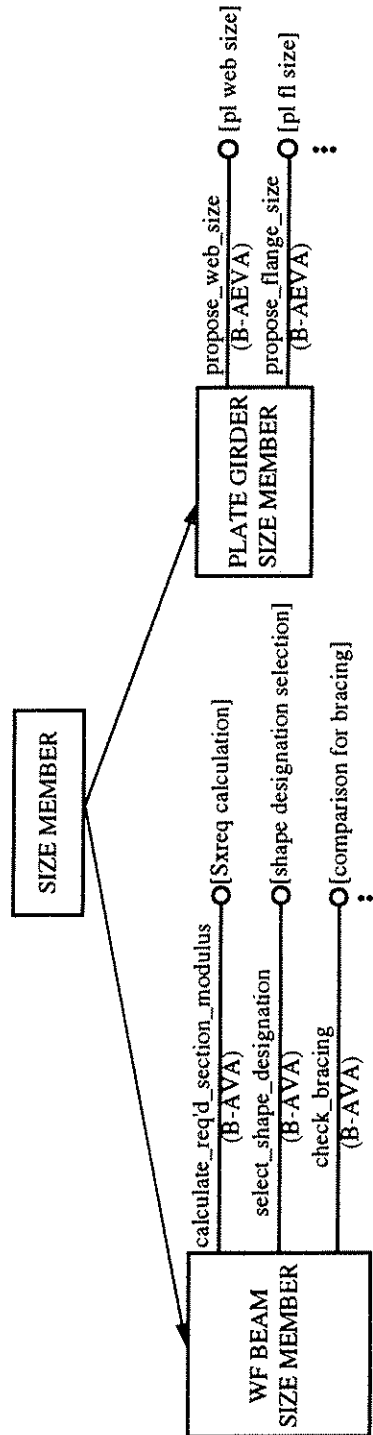 SIZE MEMBER
WF BEAM
SIZE MEMBER
calculate_req'd_section_modulus
(B-AVA)
[Sxreq calculation]
select_shape_designation
(B-AVA)
[shape designation selection]
check_bracing
(B-AVA)
[comparison for bracing]
PLATE GIRDER
SIZE MEMBER
propose_web_size
(B-AEVA)
[pl web size]
propose_flange_size
(B-AEVA)
[pl fl size]